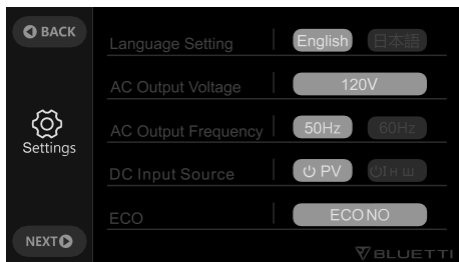 BACK
Language Setting English 日本語
AC Output Voltage 120V
Settings
AC Output Frequency 50Hz 60Hz
DC Input Source PV
ECO ECO NO
NEXT
BLUETTI